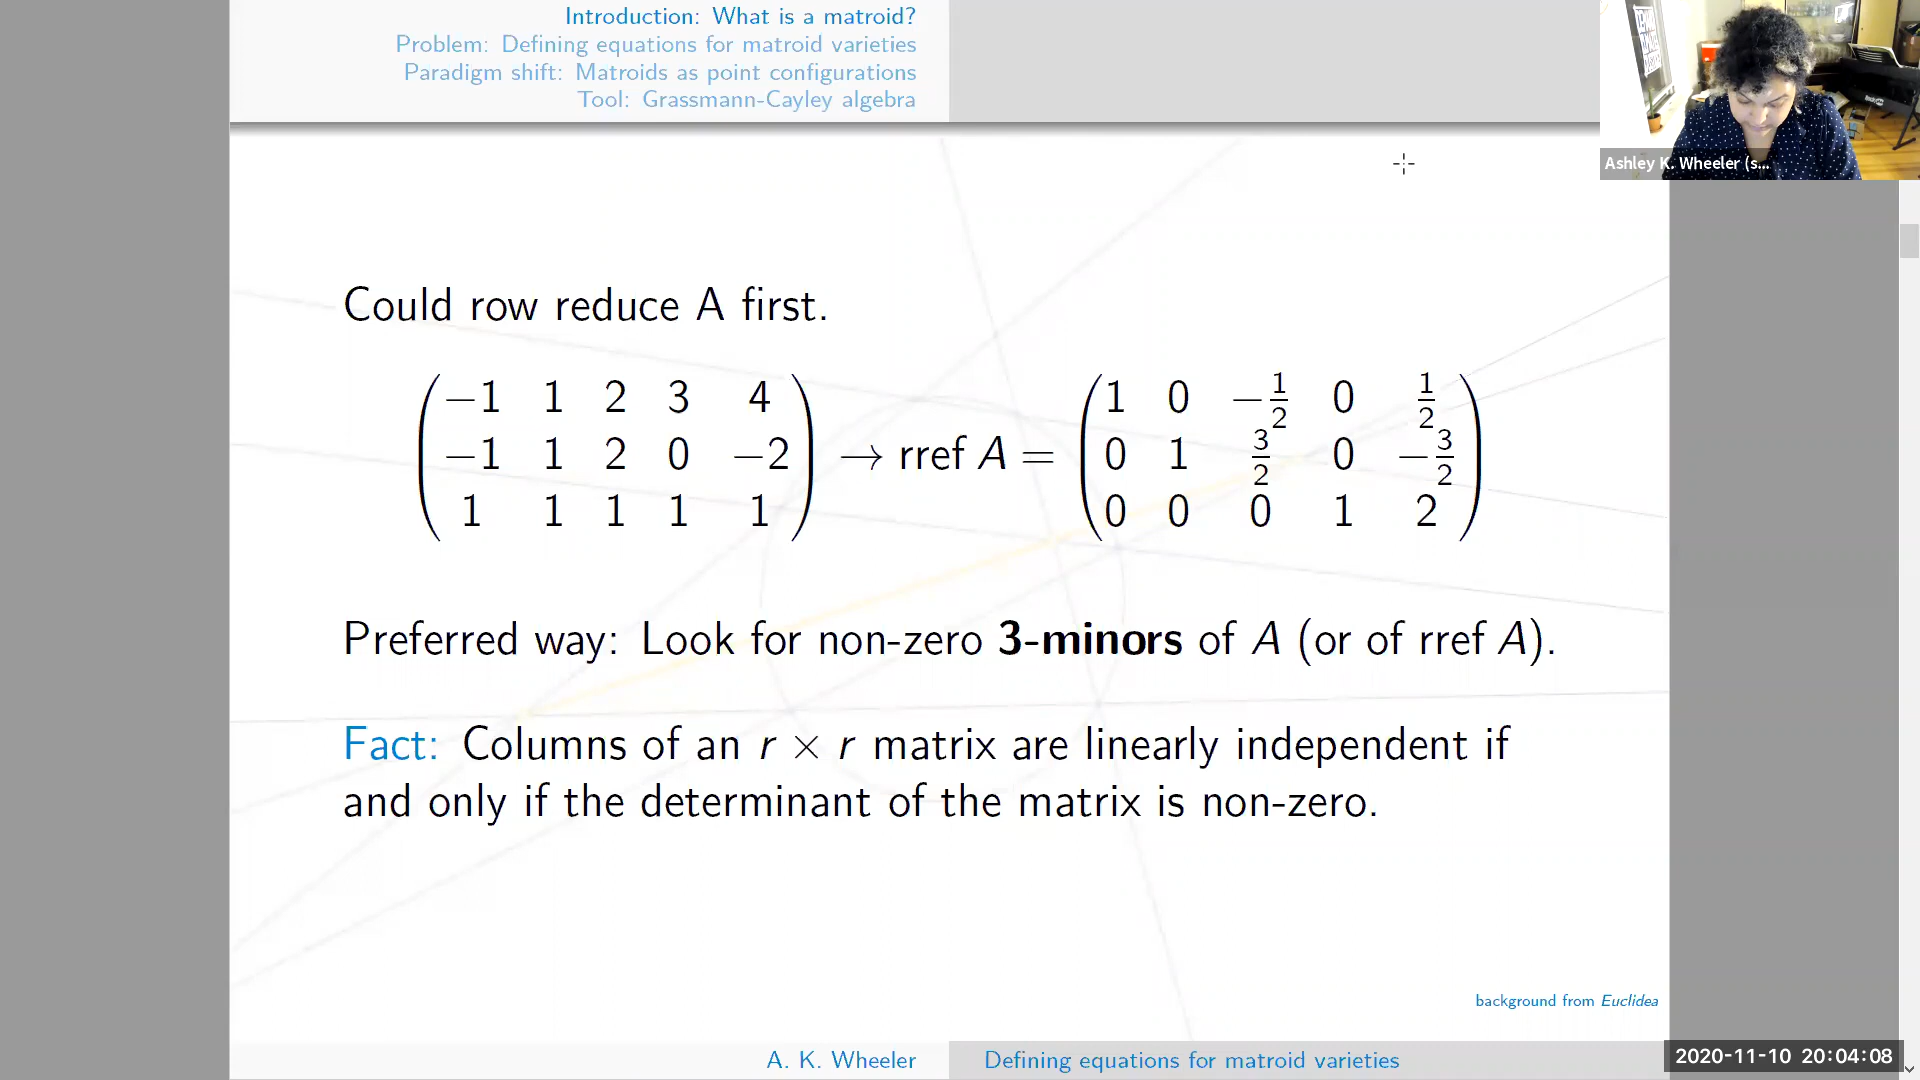 Introduction: What is a matroid?
Problem: Defining equations for matroid varieties
Paradigm shift: Matroids as point configurations
Tool: Grassmann-Cayley algebra
Ashley K. Wheeler (s...
Could row reduce A first.
( −1 1 2 3 4 )
( −1 1 2 0 −2 ) → rref A =
( 1 1 1 1 1 )
( 1 0 −1/2 0 1/2 )
( 0 1 3/2 0 −3/2 )
( 0 0 0 1 2 )
Preferred way: Look for non-zero 3-minors of A (or of rref A).
Fact: Columns of an r × r matrix are linearly independent if
and only if the determinant of the matrix is non-zero.
background from Euclidea
A. K. Wheeler
Defining equations for matroid varieties
2020-11-10 20:04:08